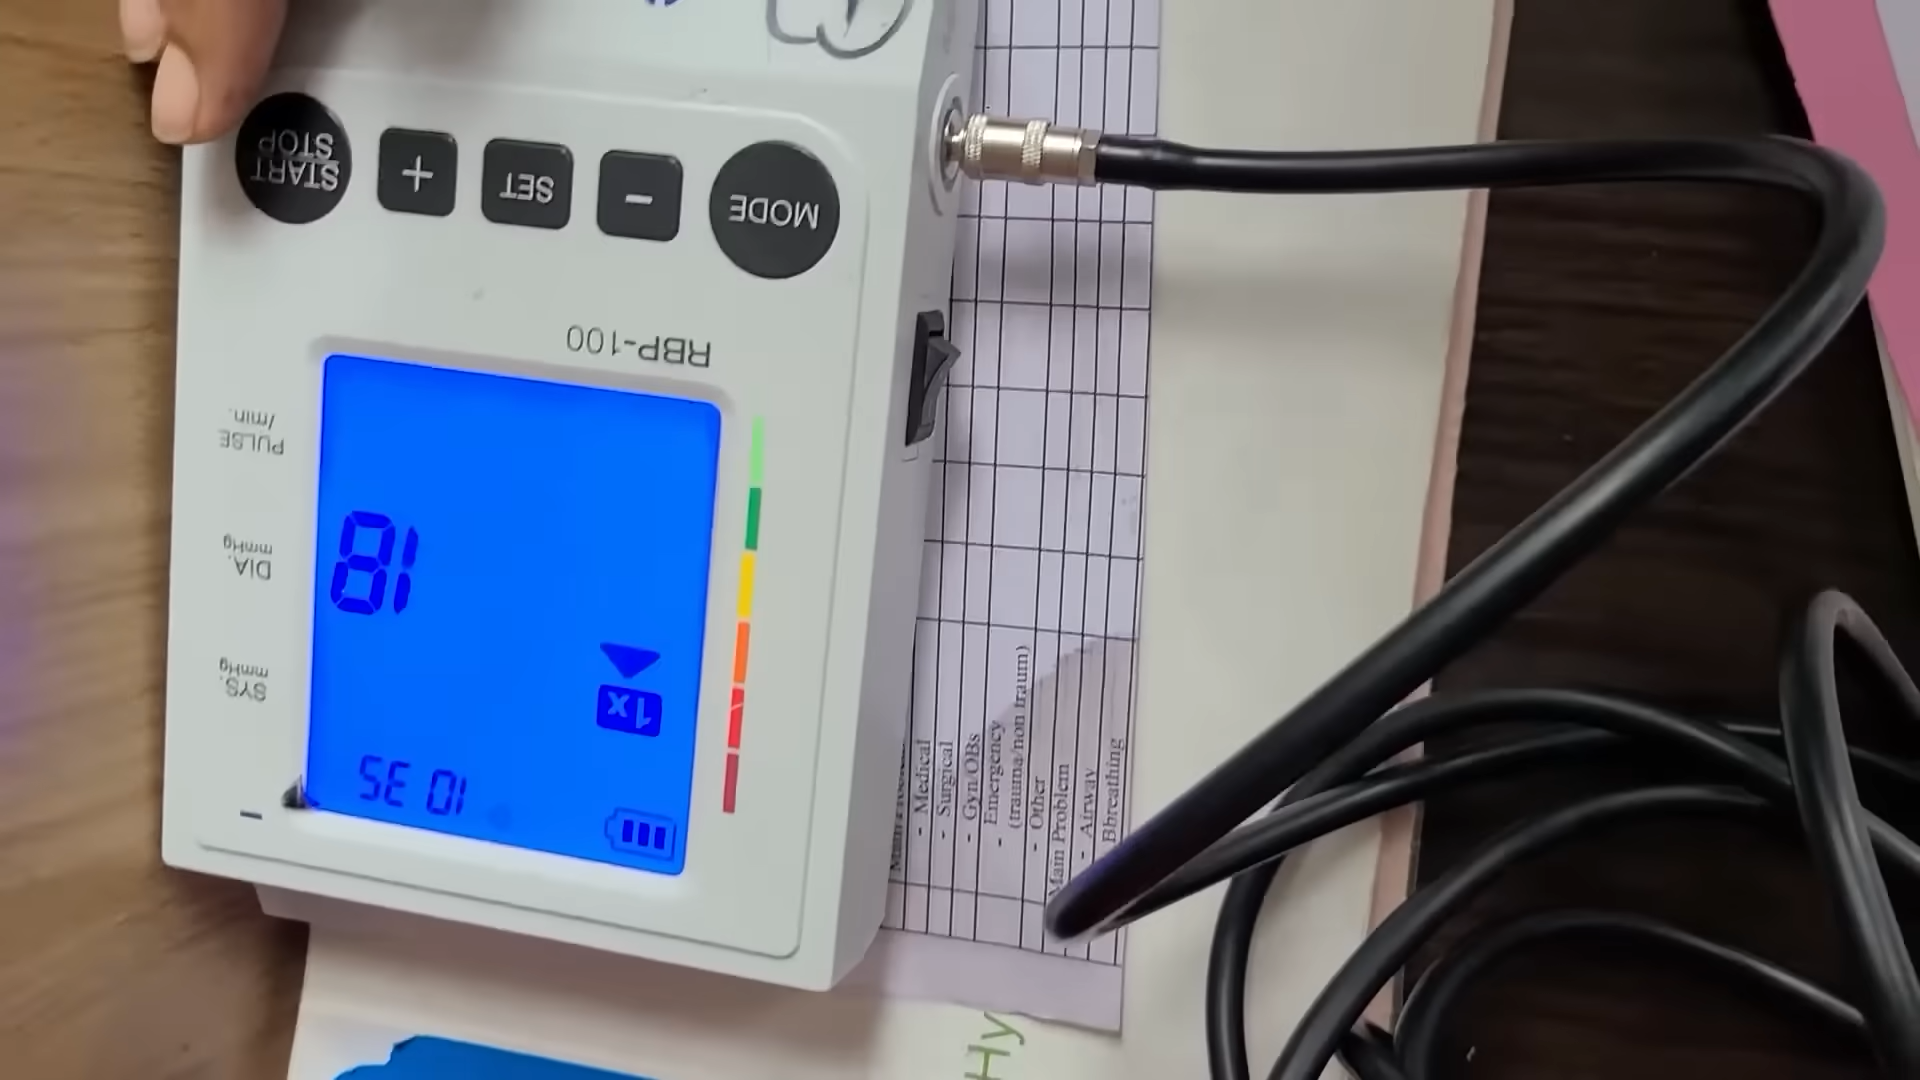 10 35
1x
SYS.
mmHg
18
DIA.
mmHg
PULSE
/min.
RBP-100
MODE
-
SET
+
START
STOP
- Medical
- Surgical
- Gyn/OBs
- Emergency
(trauma/non traum)
- Other
Main Problem
- Airway
Bbreathing
Hy